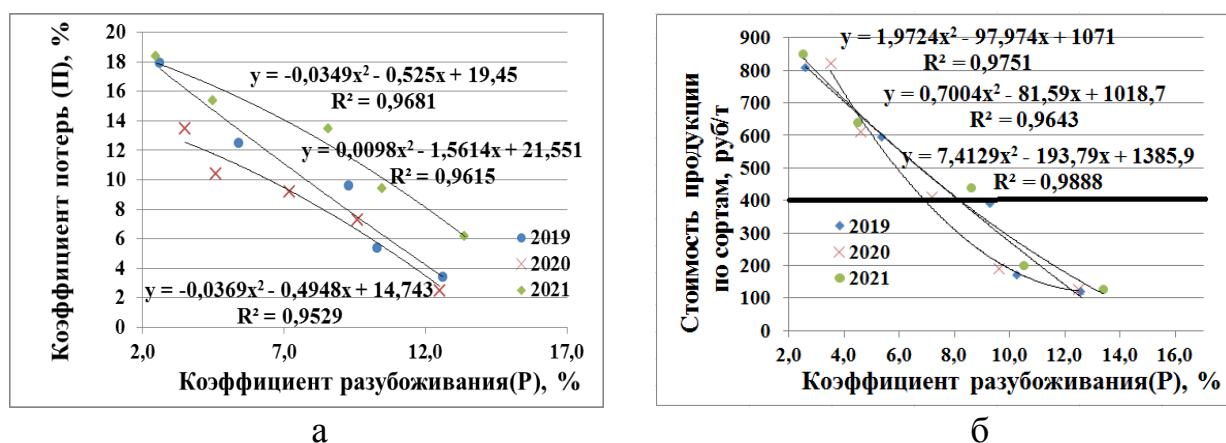 Коэффициент потерь (П), %
20
18
16
14
12
10
8
6
4
2
0
y = -0,0349x² - 0,525x + 19,45
R² = 0,9681
y = 0,0098x² - 1,5614x + 21,551
R² = 0,9615
y = -0,0369x² - 0,4948x + 14,743
R² = 0,9529
2019
2020
2021
2,0 7,0 12,0 17,0
Коэффициент разубоживания(Р), %
а
Стоимость продукции
по сортам, руб/т
900
800
700
600
500
400
300
200
100
0
y = 1,9724x² - 97,974x + 1071
R² = 0,9751
y = 0,7004x² - 81,59x + 1018,7
R² = 0,9643
y = 7,4129x² - 193,79x + 1385,9
R² = 0,9888
2019
2020
2021
2,0 4,0 6,0 8,0 10,0 12,0 14,0 16,0
Коэффициент разубоживания(Р), %
б